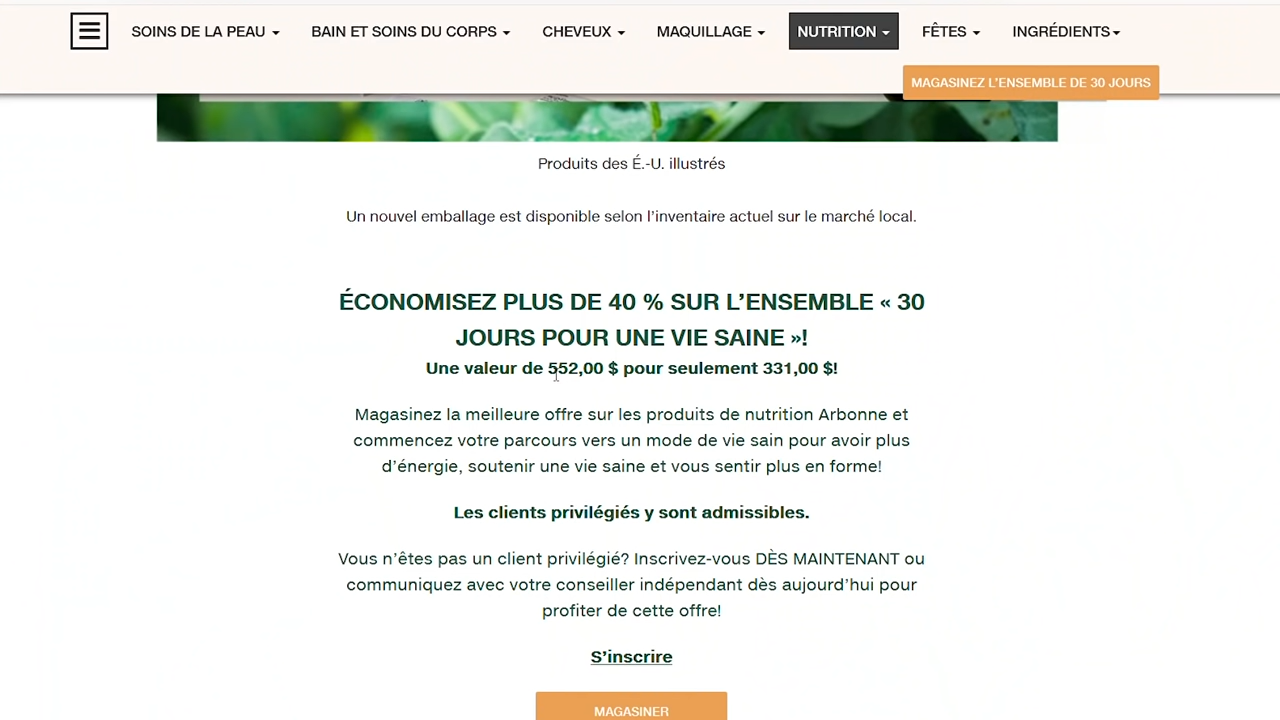 SOINS DE LA PEAU BAIN ET SOINS DU CORPS CHEVEUX MAQUILLAGE NUTRITION FÊTES INGRÉDIENTS
MAGASINEZ L'ENSEMBLE DE 30 JOURS
Produits des É.-U. illustrés
Un nouvel emballage est disponible selon l'inventaire actuel sur le marché local.
ÉCONOMISEZ PLUS DE 40 % SUR L'ENSEMBLE « 30
JOURS POUR UNE VIE SAINE »!
Une valeur de 552,00 $ pour seulement 331,00 $!
Magasinez la meilleure offre sur les produits de nutrition Arbonne et
commencez votre parcours vers un mode de vie sain pour avoir plus
d'énergie, soutenir une vie saine et vous sentir plus en forme!
Les clients privilégiés y sont admissibles.
Vous n'êtes pas un client privilégié? Inscrivez-vous DÈS MAINTENANT ou
communiquez avec votre conseiller indépendant dès aujourd'hui pour
profiter de cette offre!
S'inscrire
MAGASINER